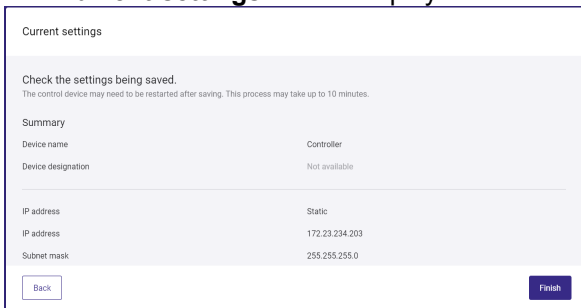 Current settings
Check the settings being saved.
The control device may need to be restarted after saving. This process may take up to 10 minutes.
Summary
Device name Controller
Device designation Not available
IP address Static
IP address 172.23.234.203
Subnet mask 255.255.255.0
Back Finish